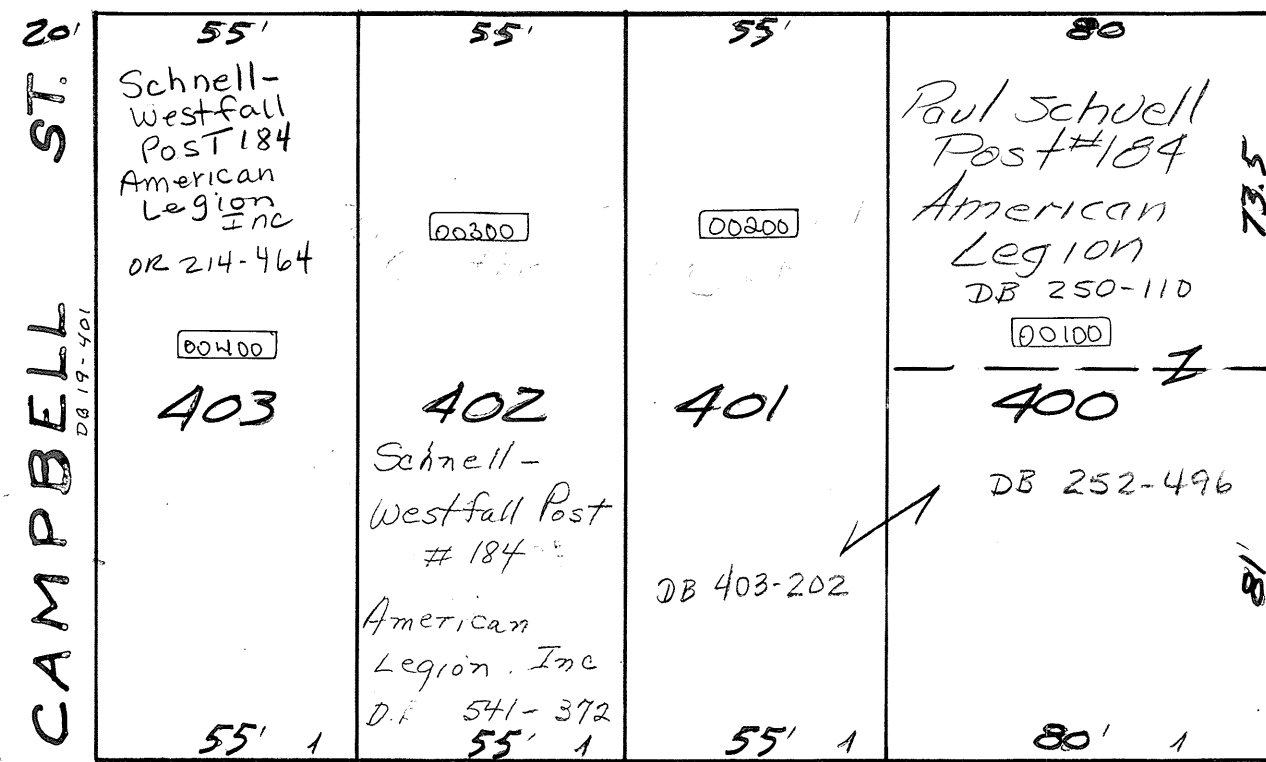 20'
CAMPBELL ST.
DB 19-401
55'
Schnell-
Westfall
Post 184
American
Legion
Inc
OR 214-464
00400
403
55' 1
55'
00300
402
Schnell-
Westfall Post
# 184
American
Legion. Inc
541-372
55' 1
55'
00200
401
DB 403-202
55' 1
80
Paul Schuell
Post #184
American
Legion
DB 250-110
00100
400
DB 252-496
80' 1
73.5
81'